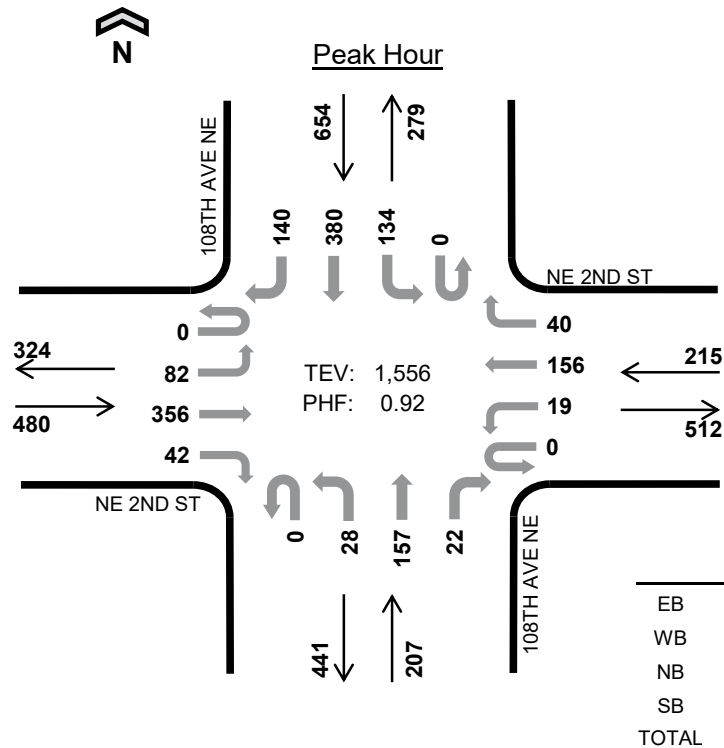 N
Peak Hour
654
279
108TH AVE NE
140
380
134
0
NE 2ND ST
0
40
324
82
TEV: 1,556
156
215
480
356
PHF: 0.92
19
512
42
0
NE 2ND ST
0
28
157
22
108TH AVE NE
441
207
EB
WB
NB
SB
TOTAL